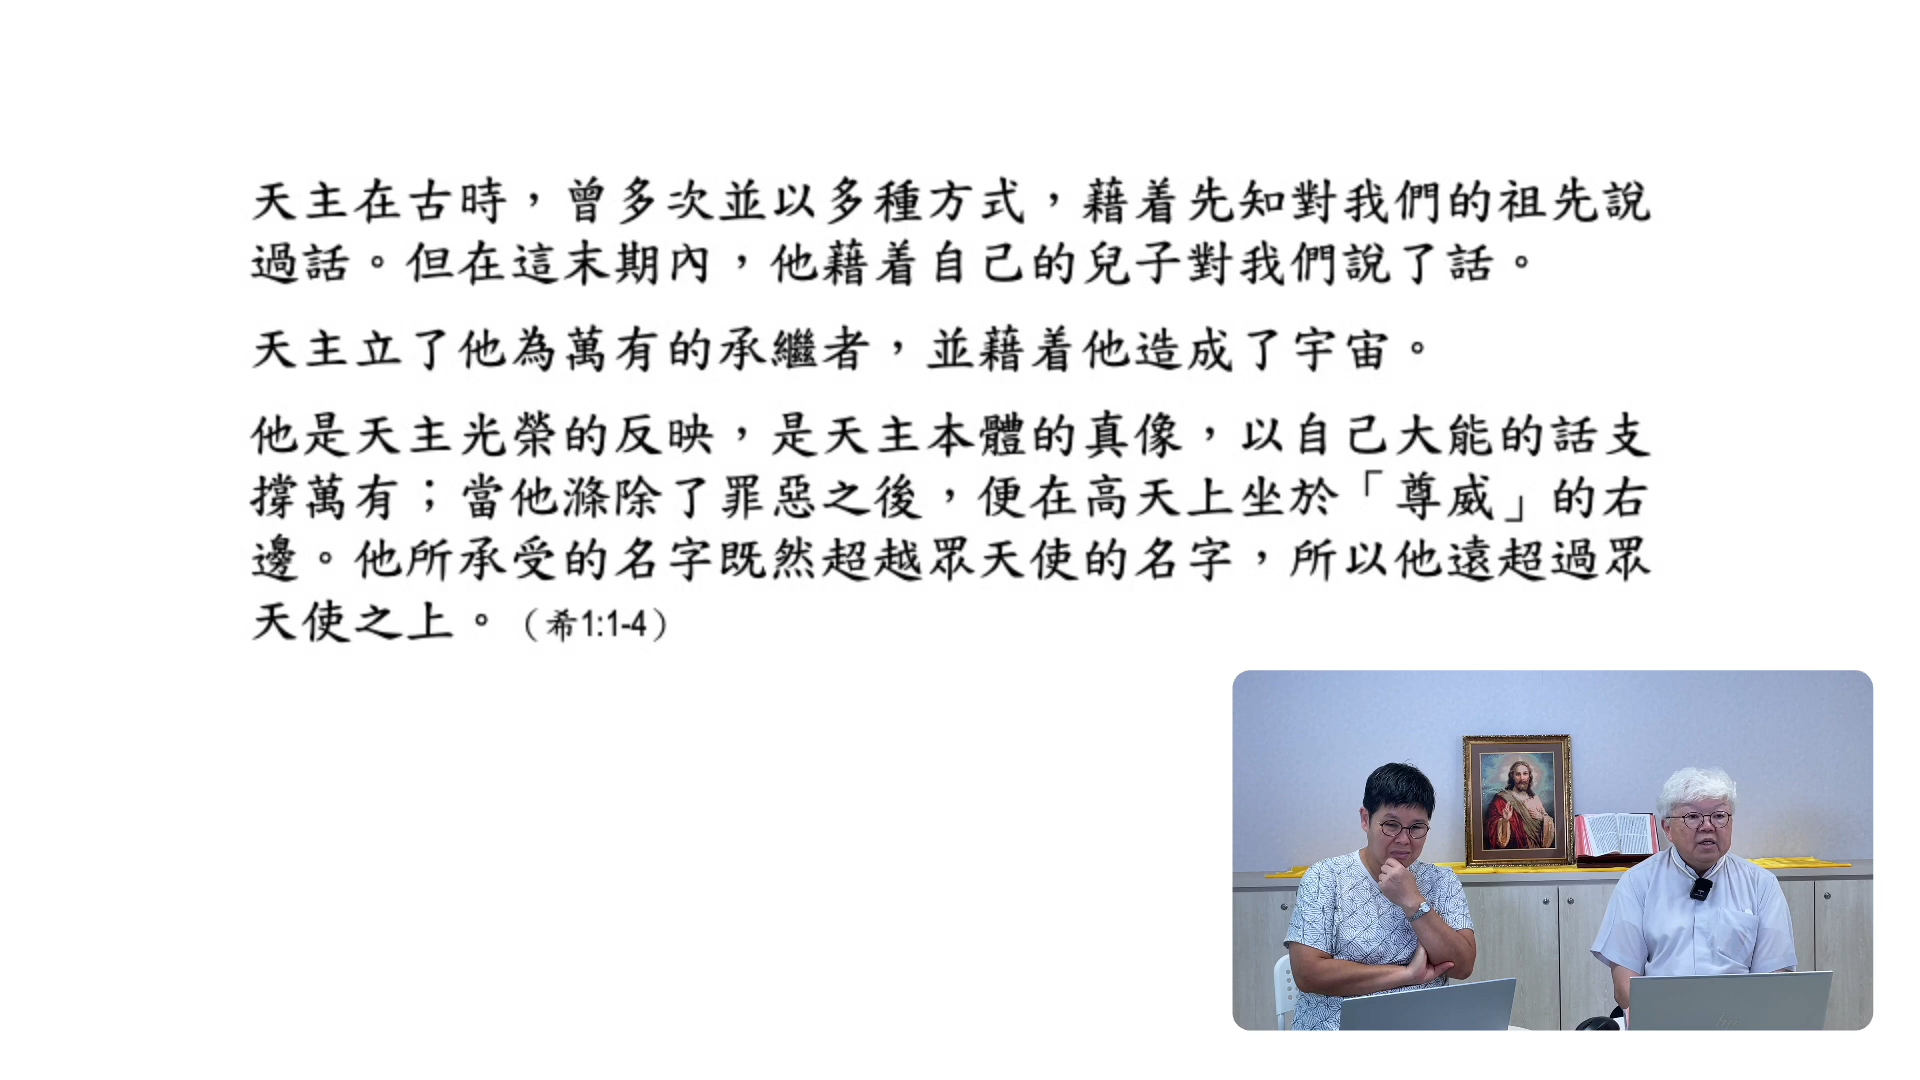 天主在古時，曾多次並以多種方式，藉着先知對我們的祖先說
過話。但在這末期內，他藉着自己的兒子對我們說了話。
天主立了他為萬有的承繼者，並藉着他造成了宇宙。
他是天主光榮的反映，是天主本體的真像，以自己大能的話支
撐萬有；當他滌除了罪惡之後，便在高天上坐於「尊威」的右
邊。他所承受的名字既然超越眾天使的名字，所以他遠超過眾
天使之上。（希1:1-4）